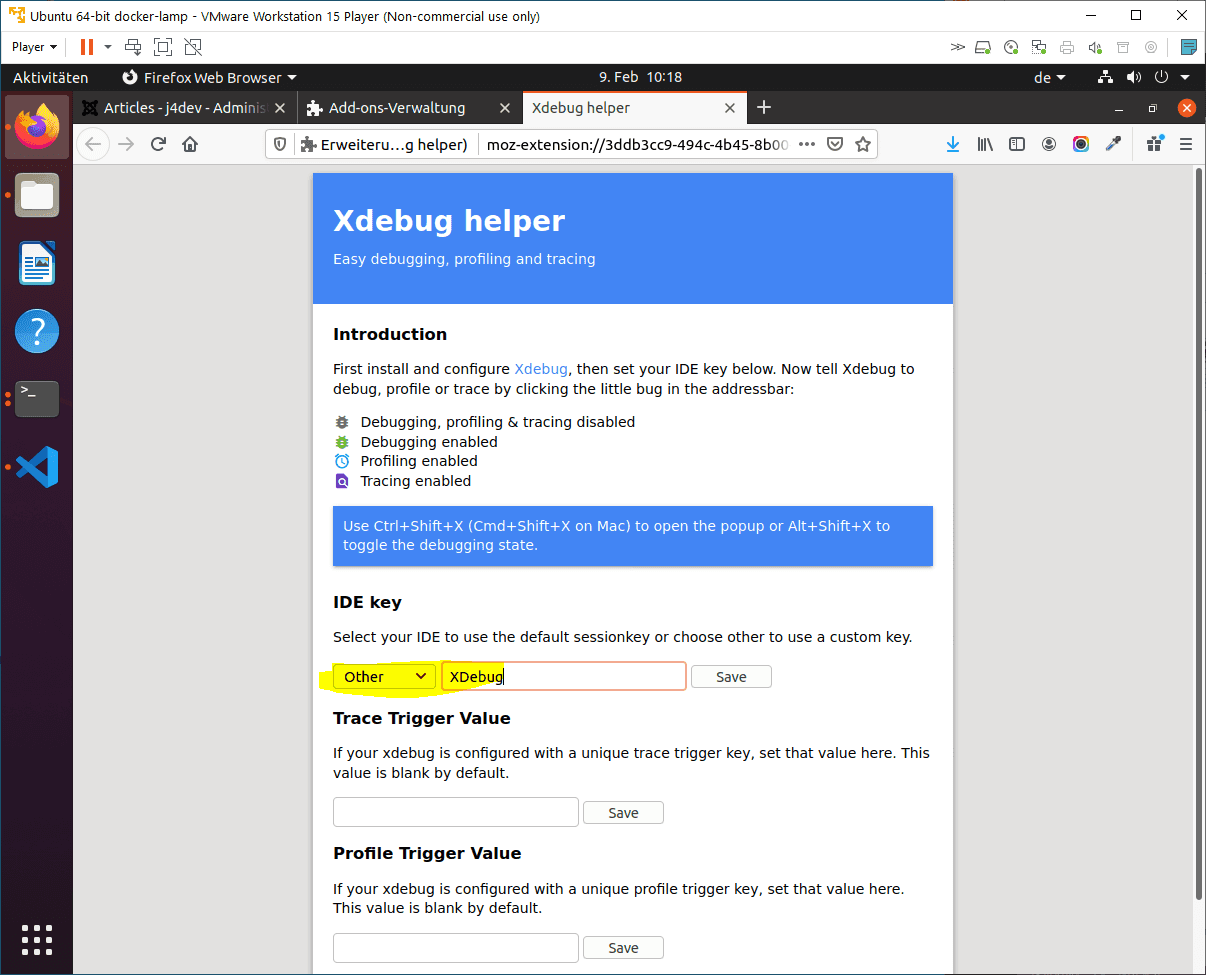 Ubuntu 64-bit docker-lamp - VMware Workstation 15 Player (Non-commercial use only)
Player
Aktivitäten
Firefox Web Browser
9. Feb 10:18
de
Articles - j4dev - Adminis
Add-ons-Verwaltung
Xdebug helper
Erweiteru…g helper)
moz-extension://3ddb3cc9-494c-4b45-8b00
Xdebug helper
Easy debugging, profiling and tracing
Introduction
First install and configure Xdebug, then set your IDE key below. Now tell Xdebug to
debug, profile or trace by clicking the little bug in the addressbar:
Debugging, profiling & tracing disabled
Debugging enabled
Profiling enabled
Tracing enabled
Use Ctrl+Shift+X (Cmd+Shift+X on Mac) to open the popup or Alt+Shift+X to
toggle the debugging state.
IDE key
Select your IDE to use the default sessionkey or choose other to use a custom key.
Other
XDebug
Save
Trace Trigger Value
If your xdebug is configured with a unique trace trigger key, set that value here. This
value is blank by default.
Save
Profile Trigger Value
If your xdebug is configured with a unique profile trigger key, set that value here.
This value is blank by default.
Save